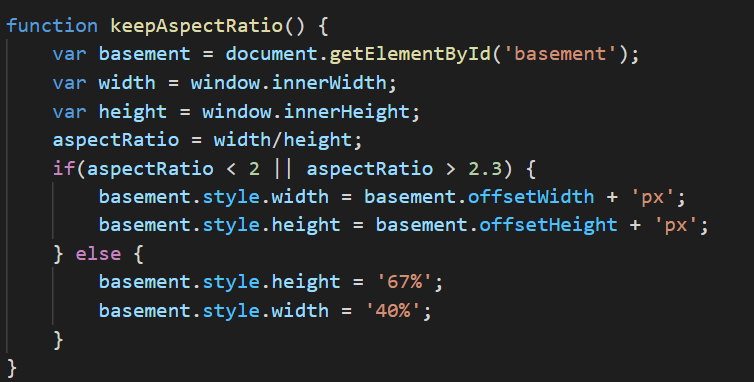 function keepAspectRatio() {
    var basement = document.getElementById('basement');
    var width = window.innerWidth;
    var height = window.innerHeight;
    aspectRatio = width/height;
    if(aspectRatio < 2 || aspectRatio > 2.3) {
        basement.style.width = basement.offsetWidth + 'px';
        basement.style.height = basement.offsetHeight + 'px';
    } else {
        basement.style.height = '67%';
        basement.style.width = '40%';
    }
}